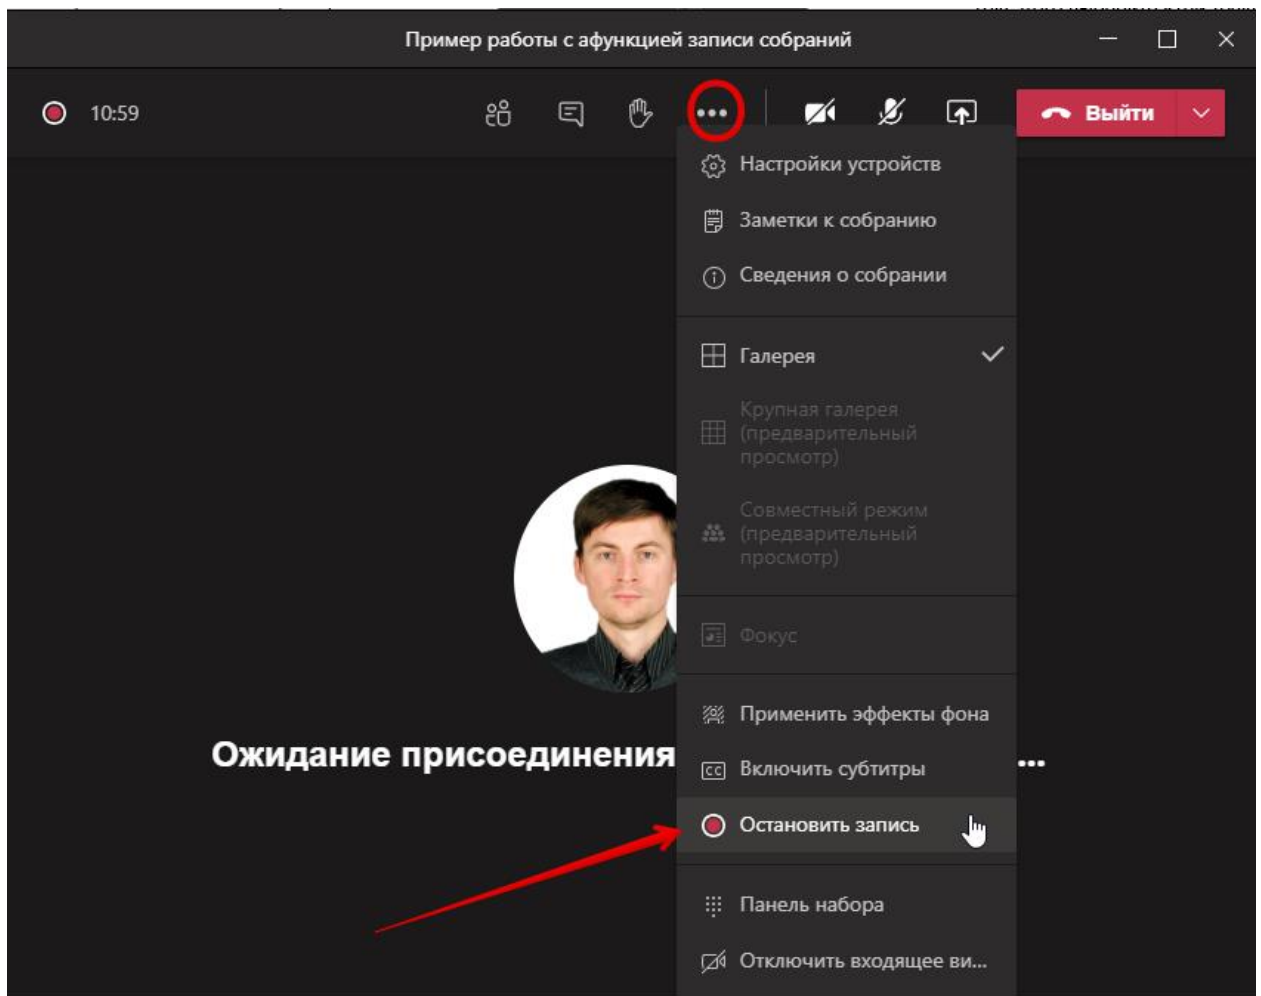 Пример работы с афункцией записи собраний
10:59
Выйти
Настройки устройств
Заметки к собранию
Сведения о собрании
Галерея
Крупная галерея
(предварительный
просмотр)
Совместный режим
(предварительный
просмотр)
Фокус
Применить эффекты фона
Ожидание присоединения ...
CC Включить субтитры
Остановить запись
Панель набора
Отключить входящее ви...